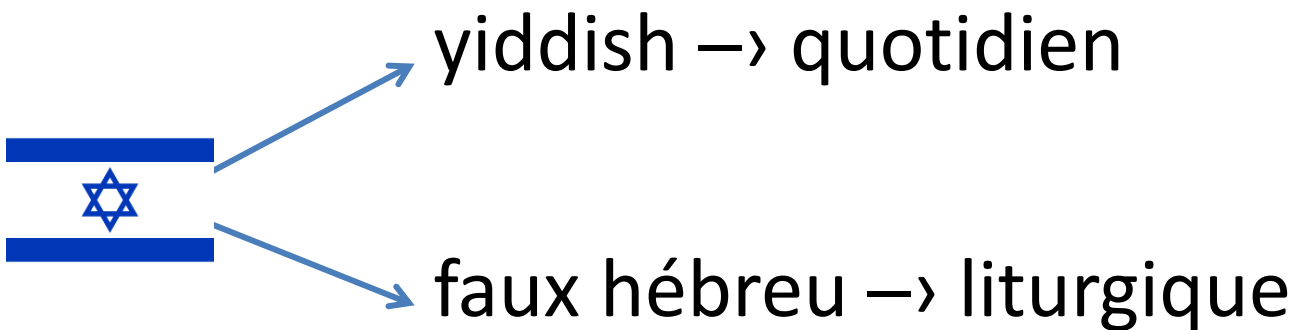 yiddish –› quotidien
faux hébreu –› liturgique